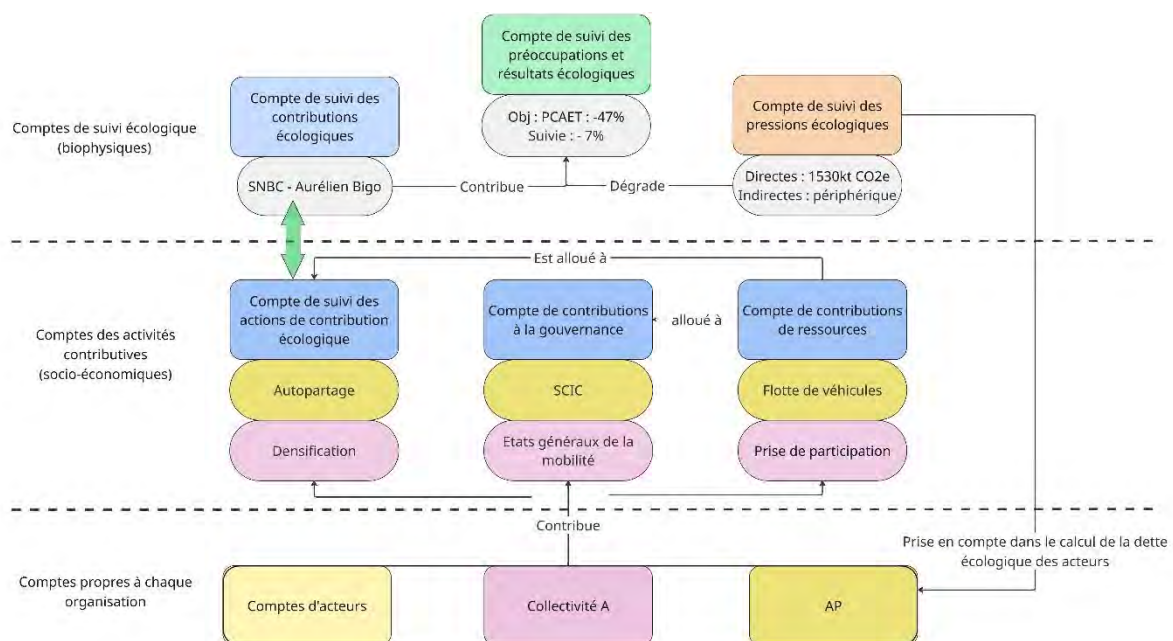 Compte de suivi des
préoccupations et
résultats écologiques
Compte de suivi des
contributions
écologiques
Compte de suivi des
pressions écologiques
Comptes de suivi écologique
(biophysiques)
Obj : PCAET : -47%
Suivie : - 7%
SNBC - Aurélien Bigo
Contribue
Dégrade
Directes : 1530kt CO2e
Indirectes : périphérique
Est alloué à
Compte de suivi des
actions de contribution
écologique
Compte de contributions
à la gouvernance
alloué à
Compte de contributions
de ressources
Comptes des activités
contributives
(socio-économiques)
Autopartage
SCIC
Flotte de véhicules
Densification
Etats généraux de la
mobilité
Prise de participation
Contribue
Prise en compte dans le calcul de la dette
écologique des acteurs
Comptes propres à chaque
organisation
Comptes d'acteurs
Collectivité A
AP